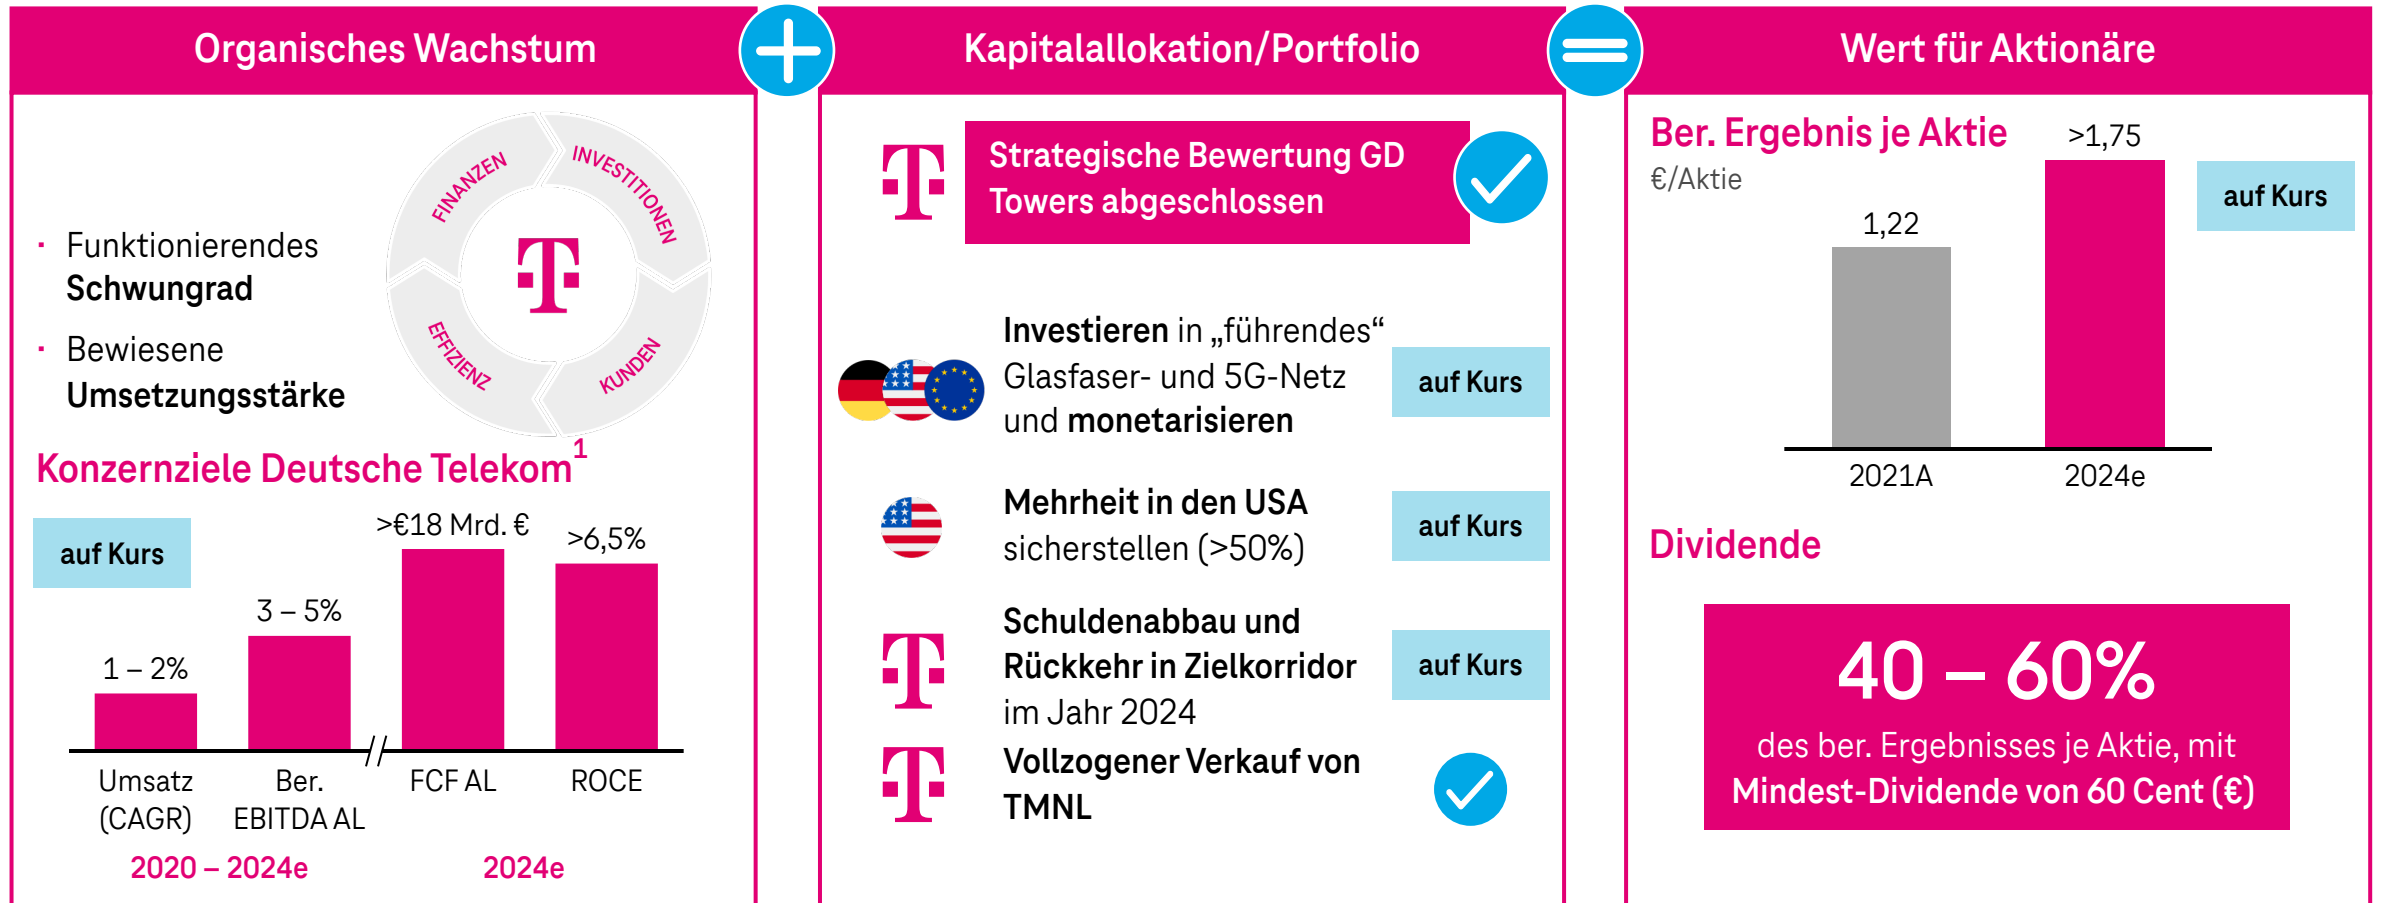 Organisches Wachstum
FINANZEN
INVESTITIONEN
EFFIZIENZ
KUNDEN
· Funktionierendes
Schwungrad
· Bewiesene
Umsetzungsstärke
Konzernziele Deutsche Telekom¹
auf Kurs
1 – 2%
3 – 5%
>€18 Mrd. €
>6,5%
Umsatz
(CAGR)
Ber.
EBITDA AL
FCF AL
ROCE
2020 – 2024e
2024e
Kapitalallokation/Portfolio
Strategische Bewertung GD
Towers abgeschlossen
Investieren in „führendes“
Glasfaser- und 5G-Netz
und monetarisieren
auf Kurs
Mehrheit in den USA
sicherstellen (>50%)
auf Kurs
Schuldenabbau und
Rückkehr in Zielkorridor
im Jahr 2024
auf Kurs
Vollzogener Verkauf von
TMNL
Wert für Aktionäre
Ber. Ergebnis je Aktie
€/Aktie
1,22
>1,75
auf Kurs
2021A
2024e
Dividende
40 – 60%
des ber. Ergebnisses je Aktie, mit
Mindest-Dividende von 60 Cent (€)